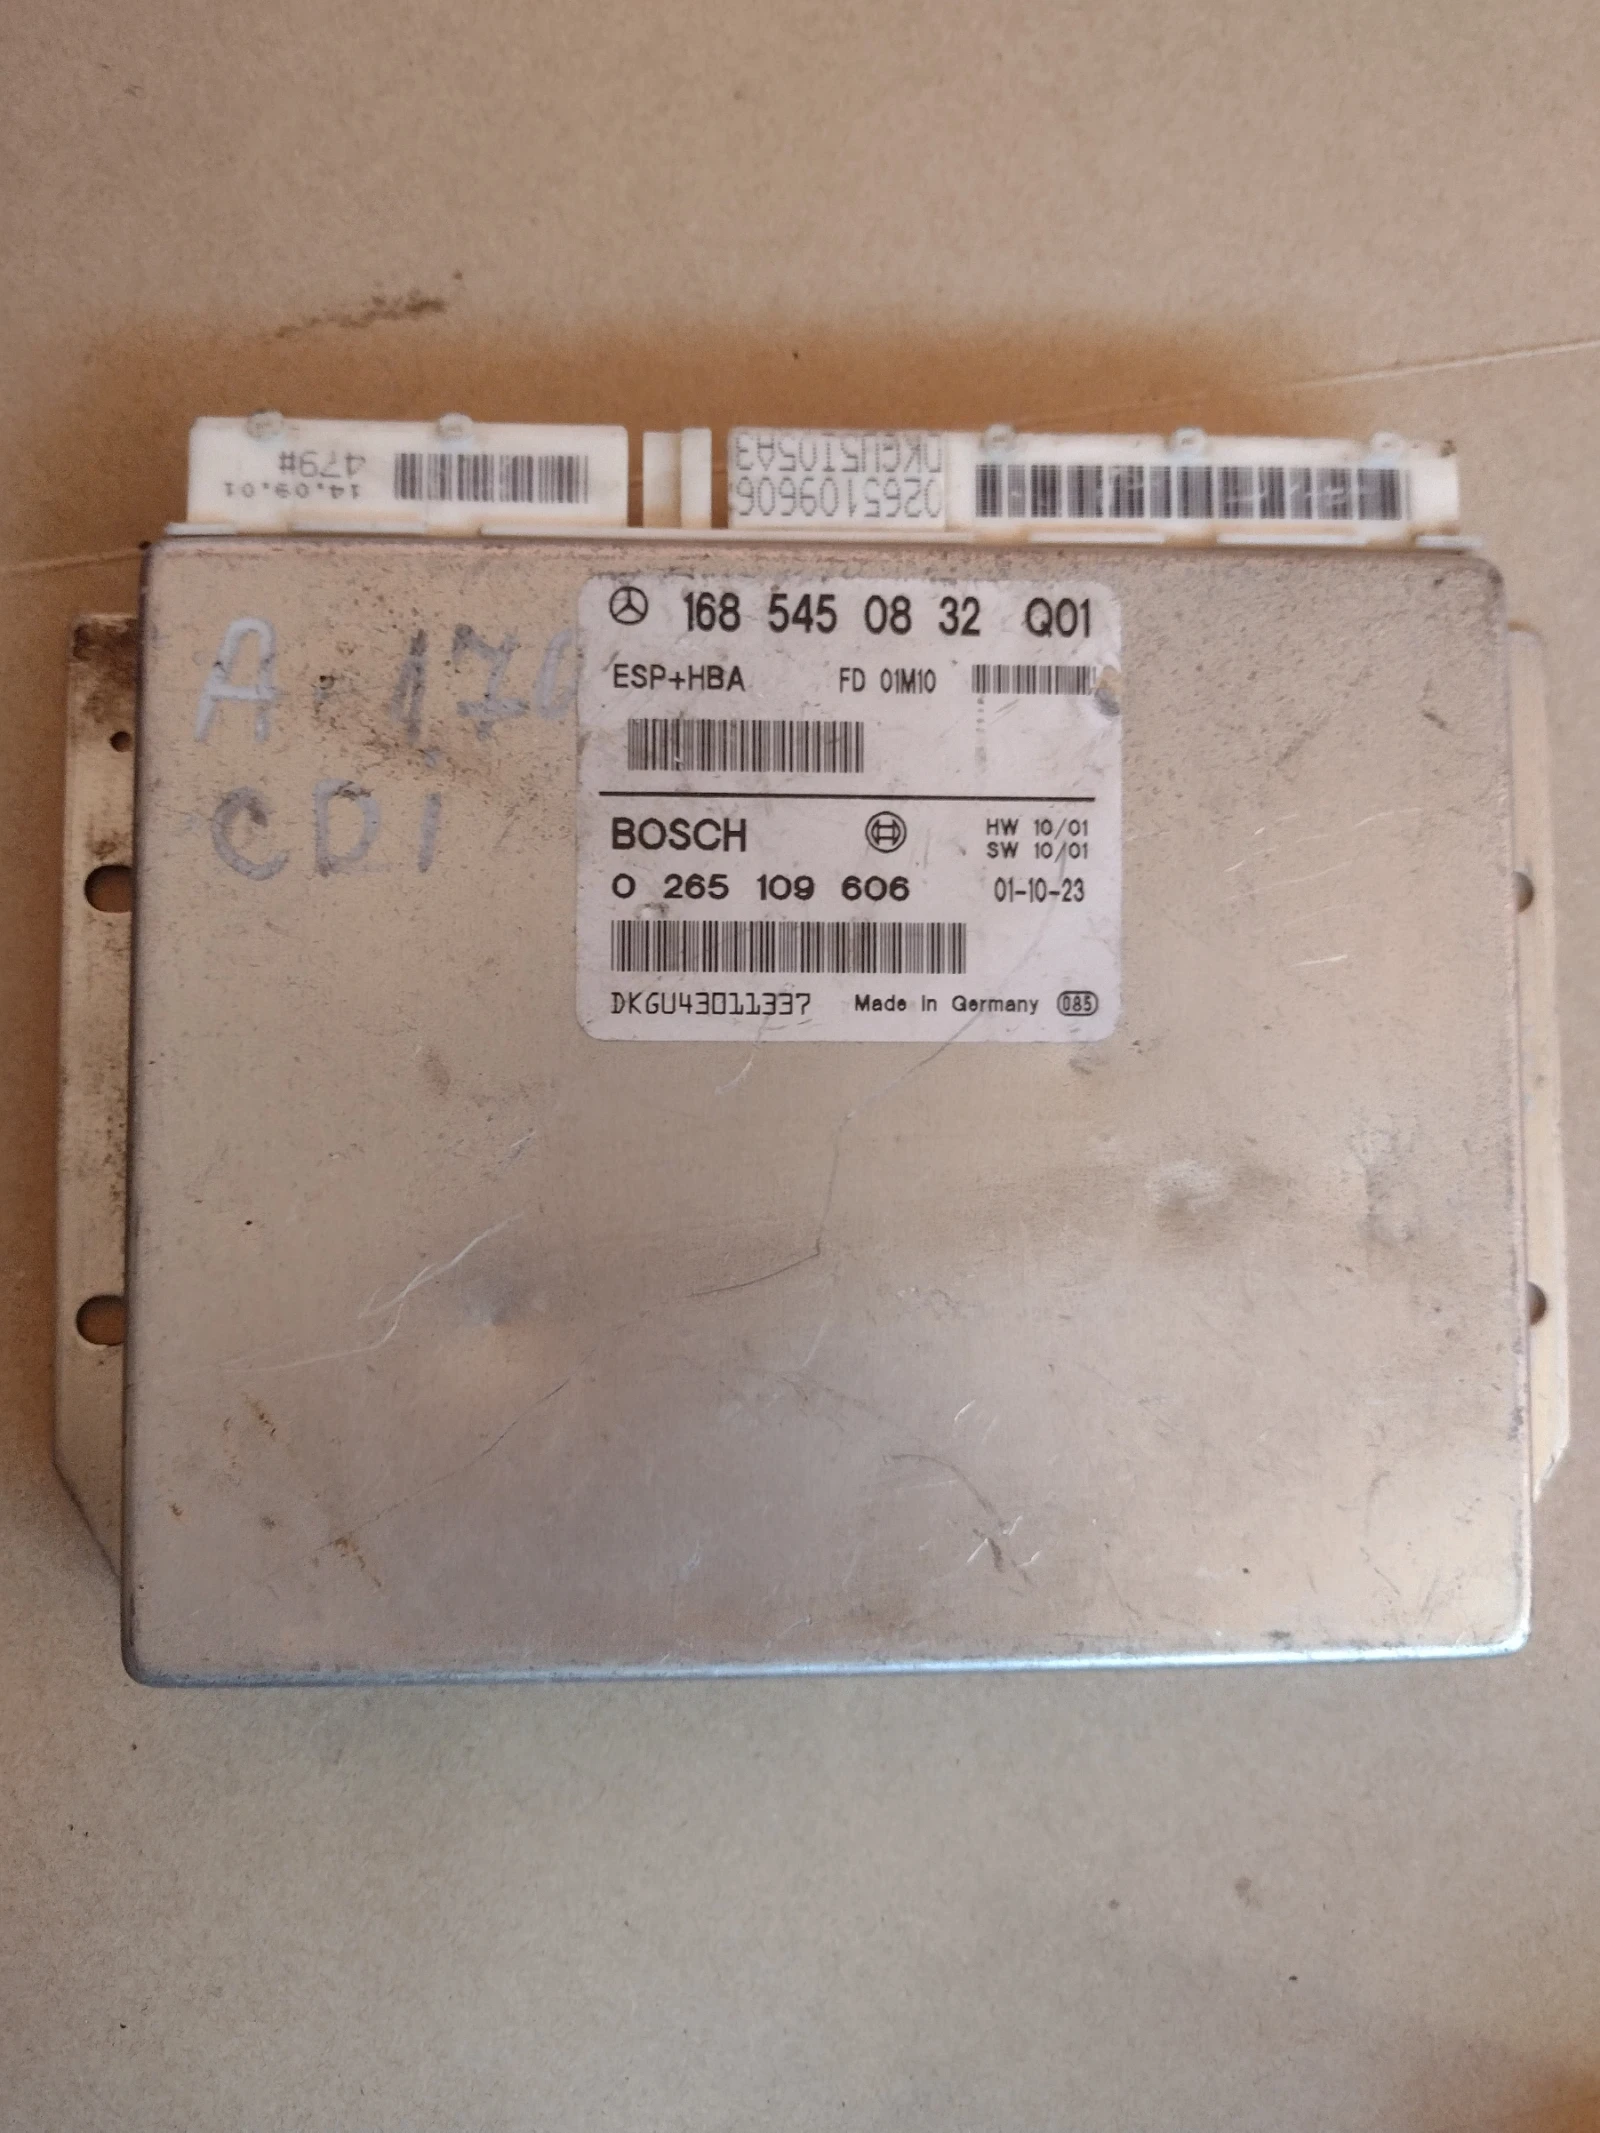 14.09.01
479#
0265109606
DKGU5I05A3
A-170
CDi
168 545 08 32 Q01
ESP+HBA FD 01M10
BOSCH HW 10/01
SW 10/01
0 265 109 606 01-10-23
DKGU43011337 Made in Germany 085